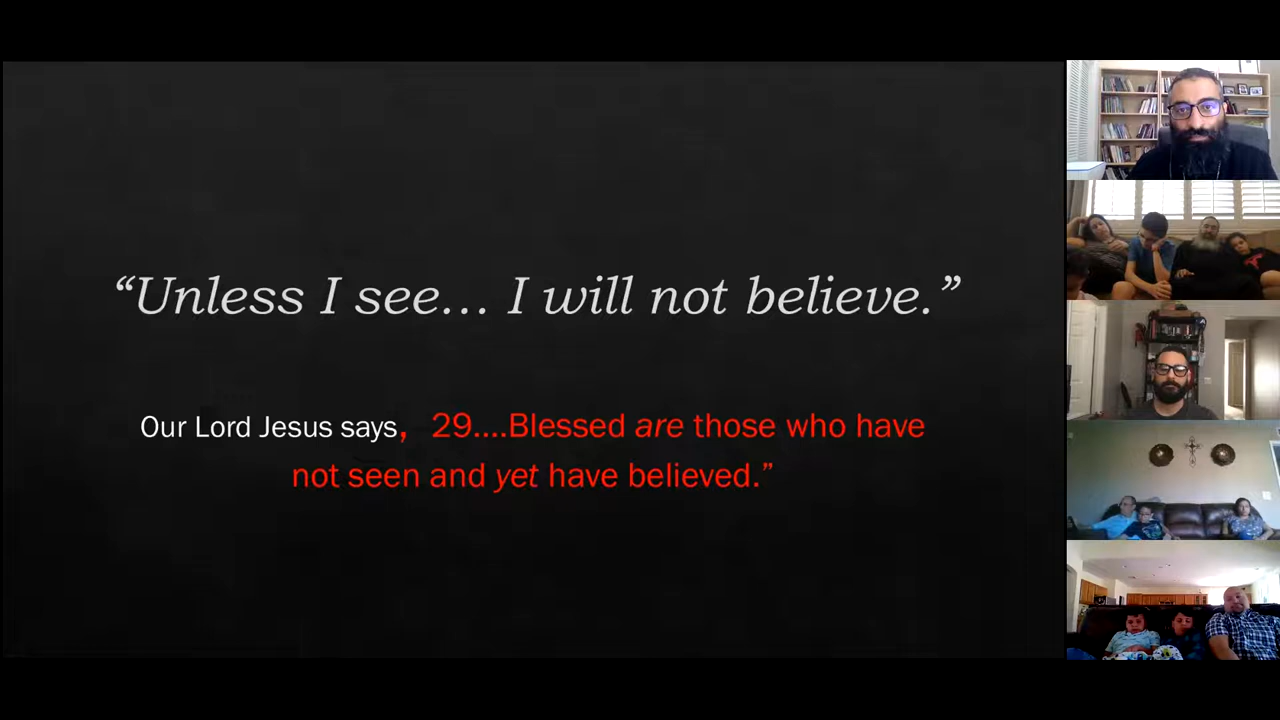 “Unless I see... I will not believe.”
Our Lord Jesus says, 29....Blessed are those who have
not seen and yet have believed.”